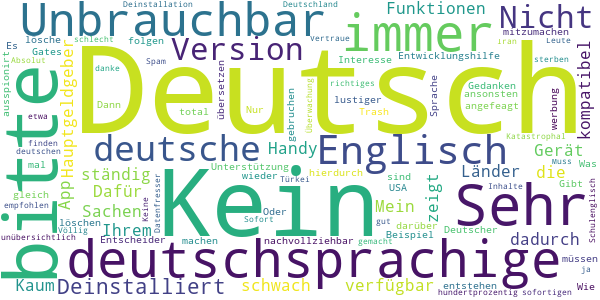 Deinstallation Deutschland
Unbrauchbar immer Funktionen Nicht
Es schlecht folgen Vertraue mitzumachen
lösche Interesse Entwicklungshilfe iran Leute
Gates Version
Absolut Spam
ausspioniert Hauptgeldgeber danke übersetzen Deutsch Gedanken sterben kompatibel
richtiges ansonsten
Dann lustiger Sprache angefeagt
etwa total gebrochen Überwachung Trash werbung Katastrophal
Nur
bitte deutsche Englisch
finden Handy Gerät
deutschen
mal App ständig Kein Unterstützung hierdurch Länder die Was
wieder sind Muss
gleich Dafür Or Türkei USA zeigt Inhalte Gibt
empfohlen Sachen Datenfresser Keine Oder Mein Sehr Schulenglisch
löschen Ihrem Sofort gut darüber
Völlig gemacht Deutscher
unübersichtlich Entscheider nachvollziehbar Beispiel dadurch
Kaum machen entstehen müssen
deutschsprachige ja
Deinstalliert schwach verfügbar Wie
hundertprozentig sofortigen